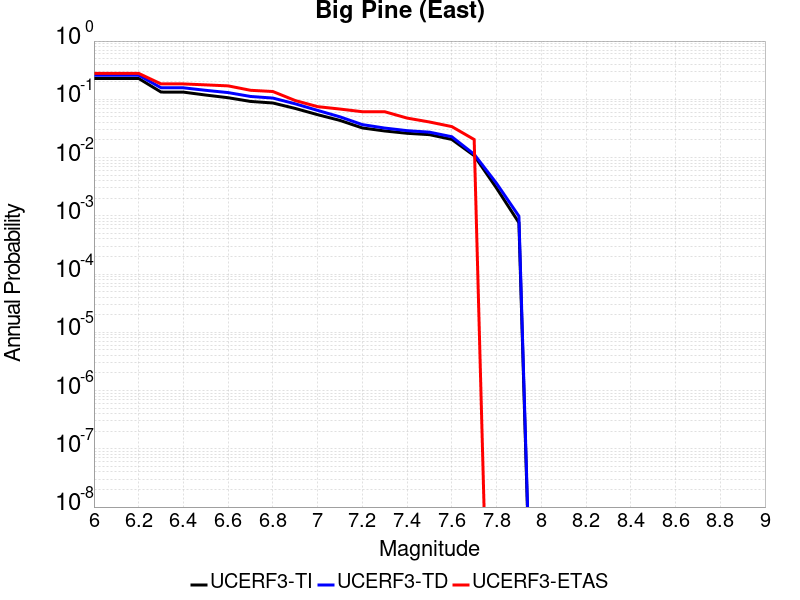 Big Pine (East)
10^0
10^-1
10^-2
10^-3
10^-4
10^-5
10^-6
10^-7
10^-8
Annual Probability
6 6.2 6.4 6.6 6.8 7 7.2 7.4 7.6 7.8 8 8.2 8.4 8.6 8.8 9
Magnitude
UCERF3-TI UCERF3-TD UCERF3-ETAS